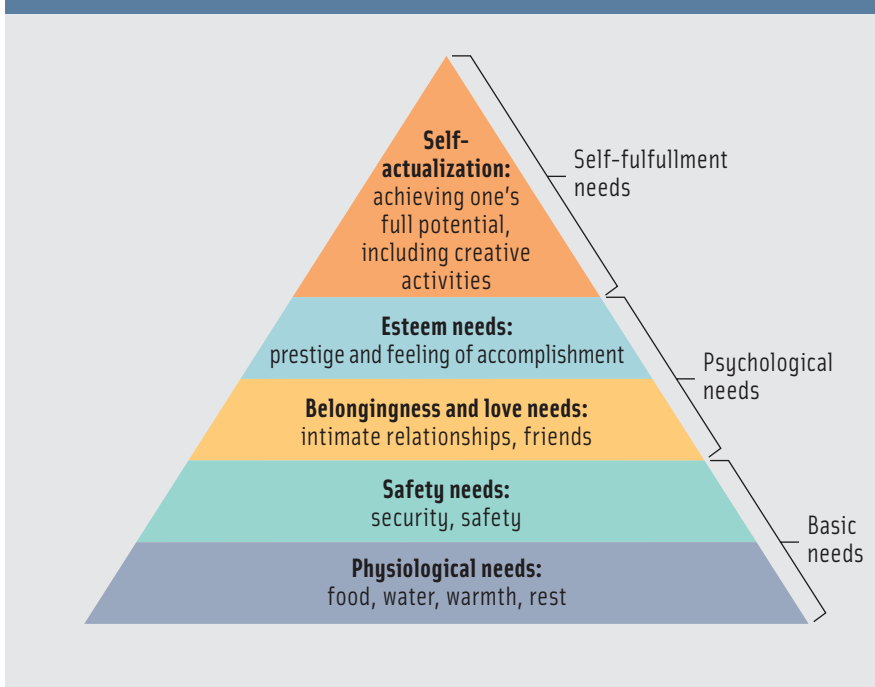 Self-
actualization:
achieving one's
full potential,
including creative
activities
Self-fulfullment
needs
Esteem needs:
prestige and feeling of accomplishment
Psychological
needs
Belongingness and love needs:
intimate relationships, friends
Safety needs:
security, safety
Basic
needs
Physiological needs:
food, water, warmth, rest